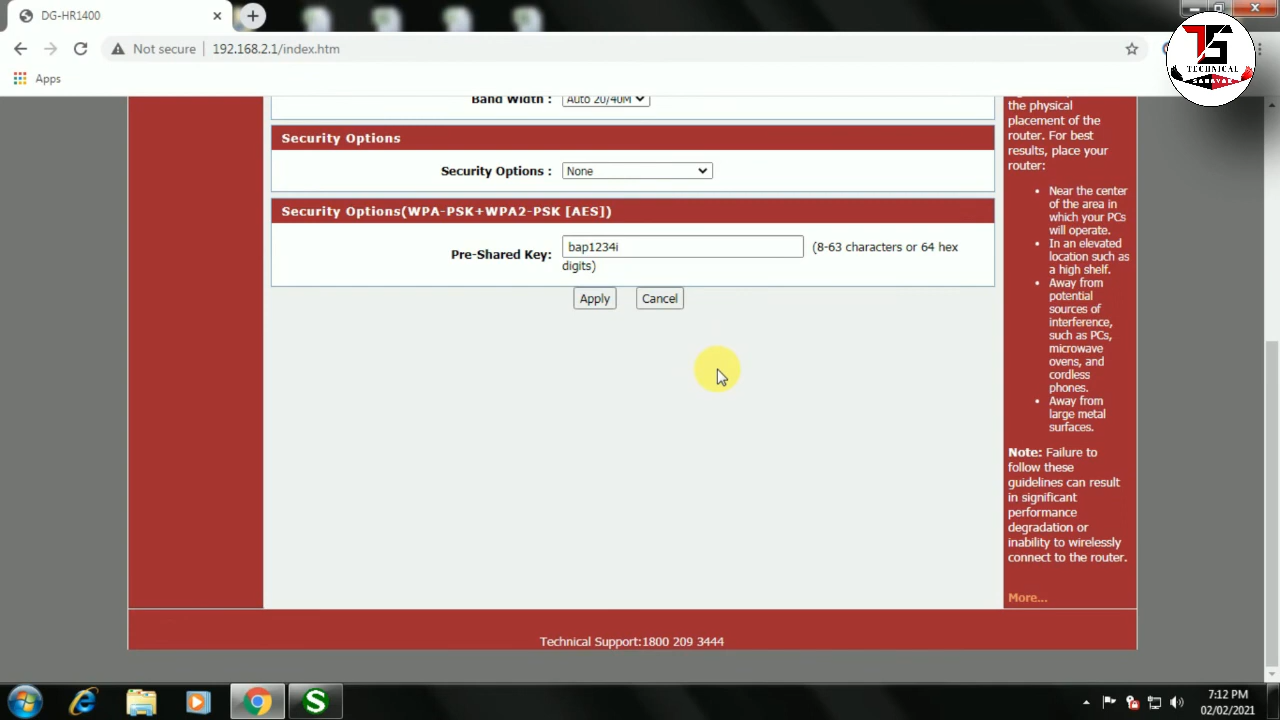 DG-HR1400
Not secure
192.168.2.1/index.htm
Apps
TECHNICAL
Band Width :
Auto 20/40M
Security Options
Security Options :
None
Security Options(WPA-PSK+WPA2-PSK [AES])
Pre-Shared Key:
bap1234i
(8-63 characters or 64 hex
digits)
Apply
Cancel
the physical
placement of the
router. For best
results, place your
router:
Near the center
of the area in
which your PCs
will operate.
In an elevated
location such as
a high shelf.
Away from
potential
sources of
interference,
such as PCs,
microwave
ovens, and
cordless
phones.
Away from
large metal
surfaces.
Note: Failure to
follow these
guidelines can result
in significant
performance
degradation or
inability to wirelessly
connect to the router.
More...
Technical Support:1800 209 3444
7:12 PM
02/02/2021